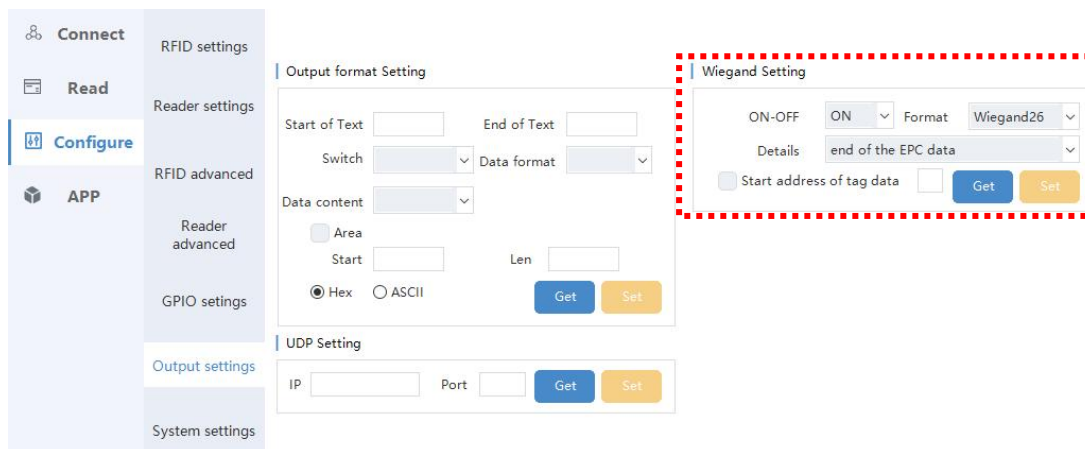 Connect
Read
Configure
APP
RFID settings
Reader settings
RFID advanced
Reader
advanced
GPIO setings
Output settings
System settings
Output format Setting
Start of Text End of Text
Switch Data format
Data content
Area
Start Len
Hex ASCII Get Set
UDP Setting
IP Port Get Set
Wiegand Setting
ON-OFF ON Format Wiegand26
Details end of the EPC data
Start address of tag data Get Set